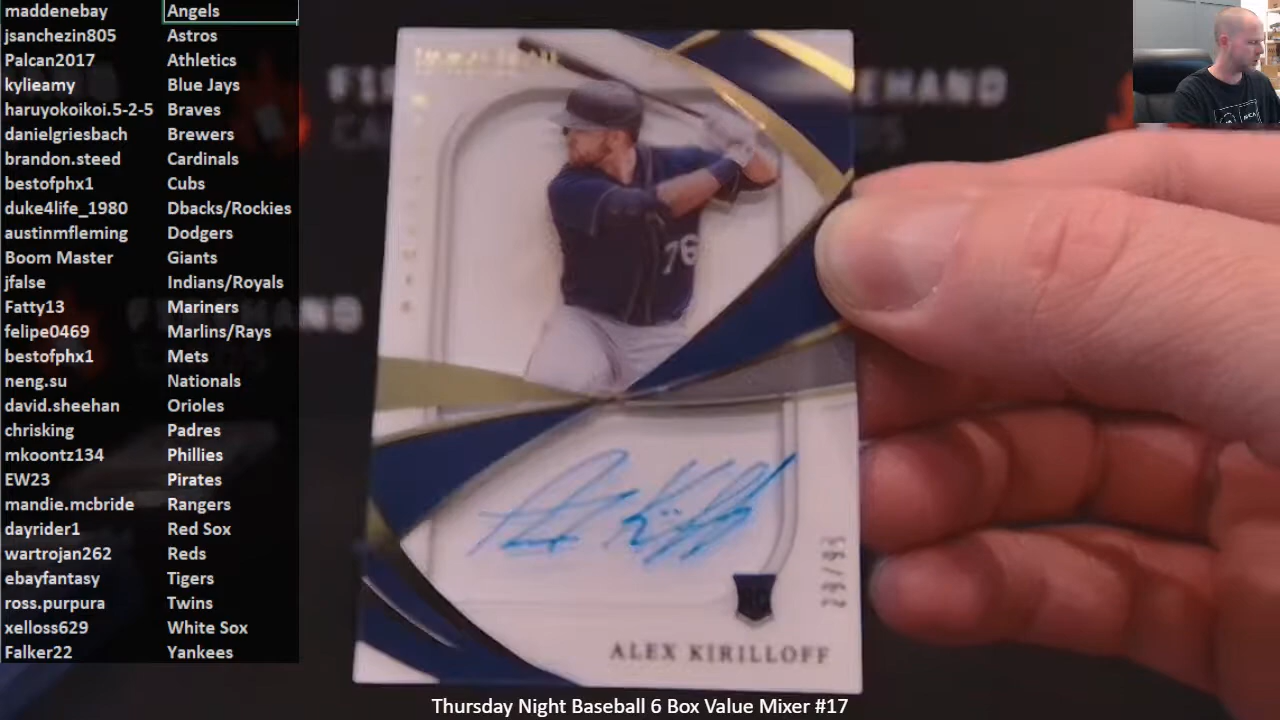 maddenebay Angels
jsanchezin805 Astros
Palcan2017 Athletics
kylieamy Blue Jays
haruyokoikoi.5-2-5 Braves
danielgriesbach Brewers
brandon.steed Cardinals
bestofphx1 Cubs
duke4life_1980 Dbacks/Rockies
austinmfleming Dodgers
Boom Master Giants
jfalse Indians/Royals
Fatty13 Mariners
felipe0469 Marlins/Rays
bestofphx1 Mets
neng.su Nationals
david.sheehan Orioles
chrisking Padres
mkoontz134 Phillies
EW23 Pirates
mandie.mcbride Rangers
dayrider1 Red Sox
wartrojan262 Reds
ebayfantasy Tigers
ross.purpura Twins
xelloss629 White Sox
Falker22 Yankees
76
ALEX KIRILLOFF
Thursday Night Baseball 6 Box Value Mixer #17